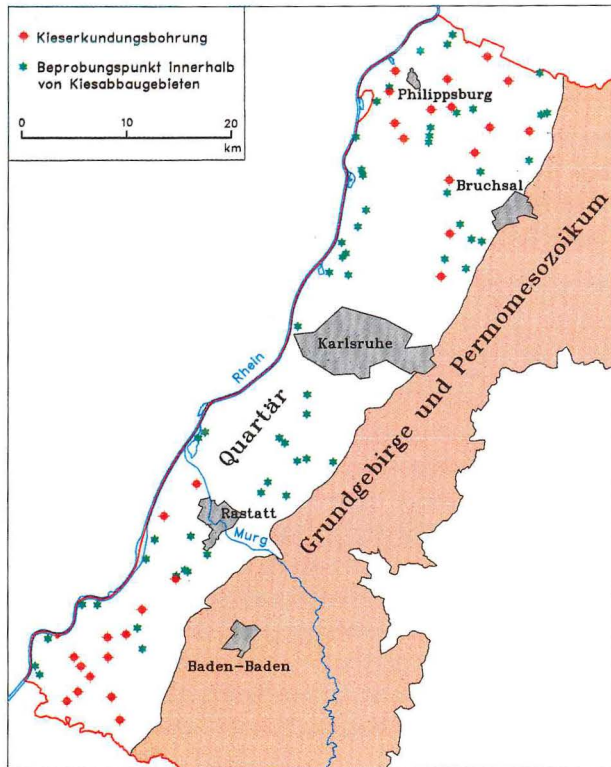 Kieserkundungsbohrung
Beprobungspunkt innerhalb
von Kiesabbaugebieten
0 10 20
km
Philippsburg
Bruchsal
Karlsruhe
Rhein
Quartär
Grundgebirge und Permomesozoikum
Rastatt
Murg
Baden-Baden